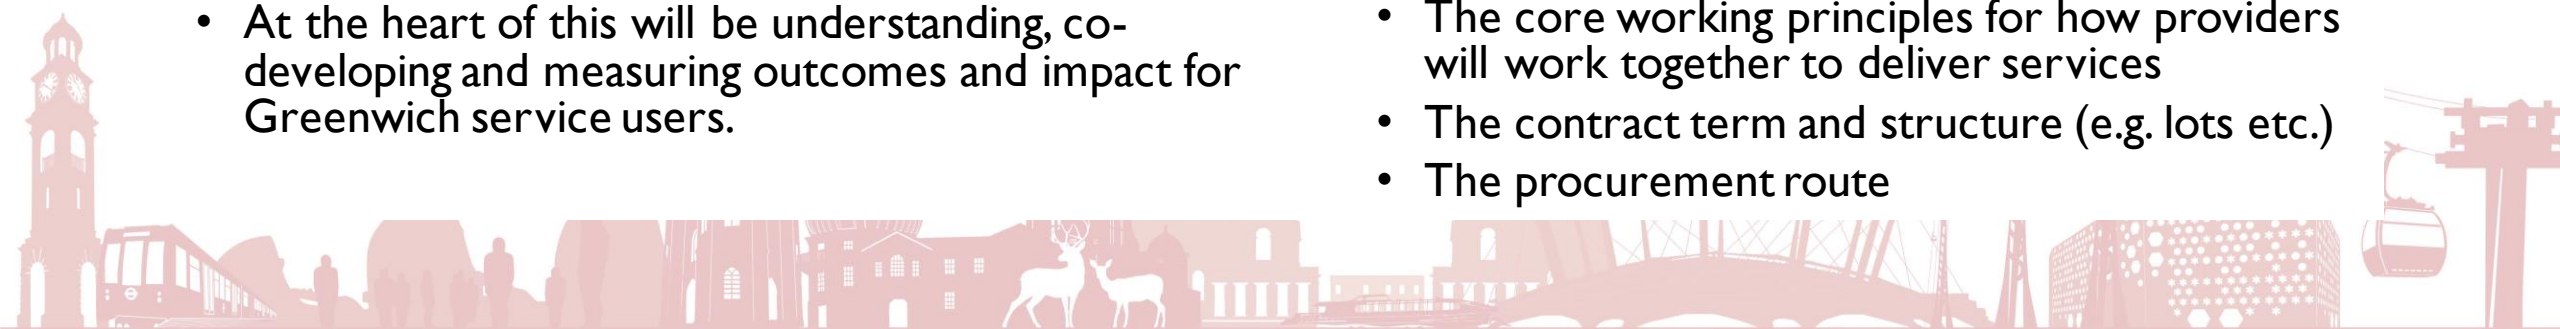 • At the heart of this will be understanding, co-
developing and measuring outcomes and impact for
Greenwich service users.
• The core working principles for how providers
will work together to deliver services
• The contract term and structure (e.g. lots etc.)
• The procurement route